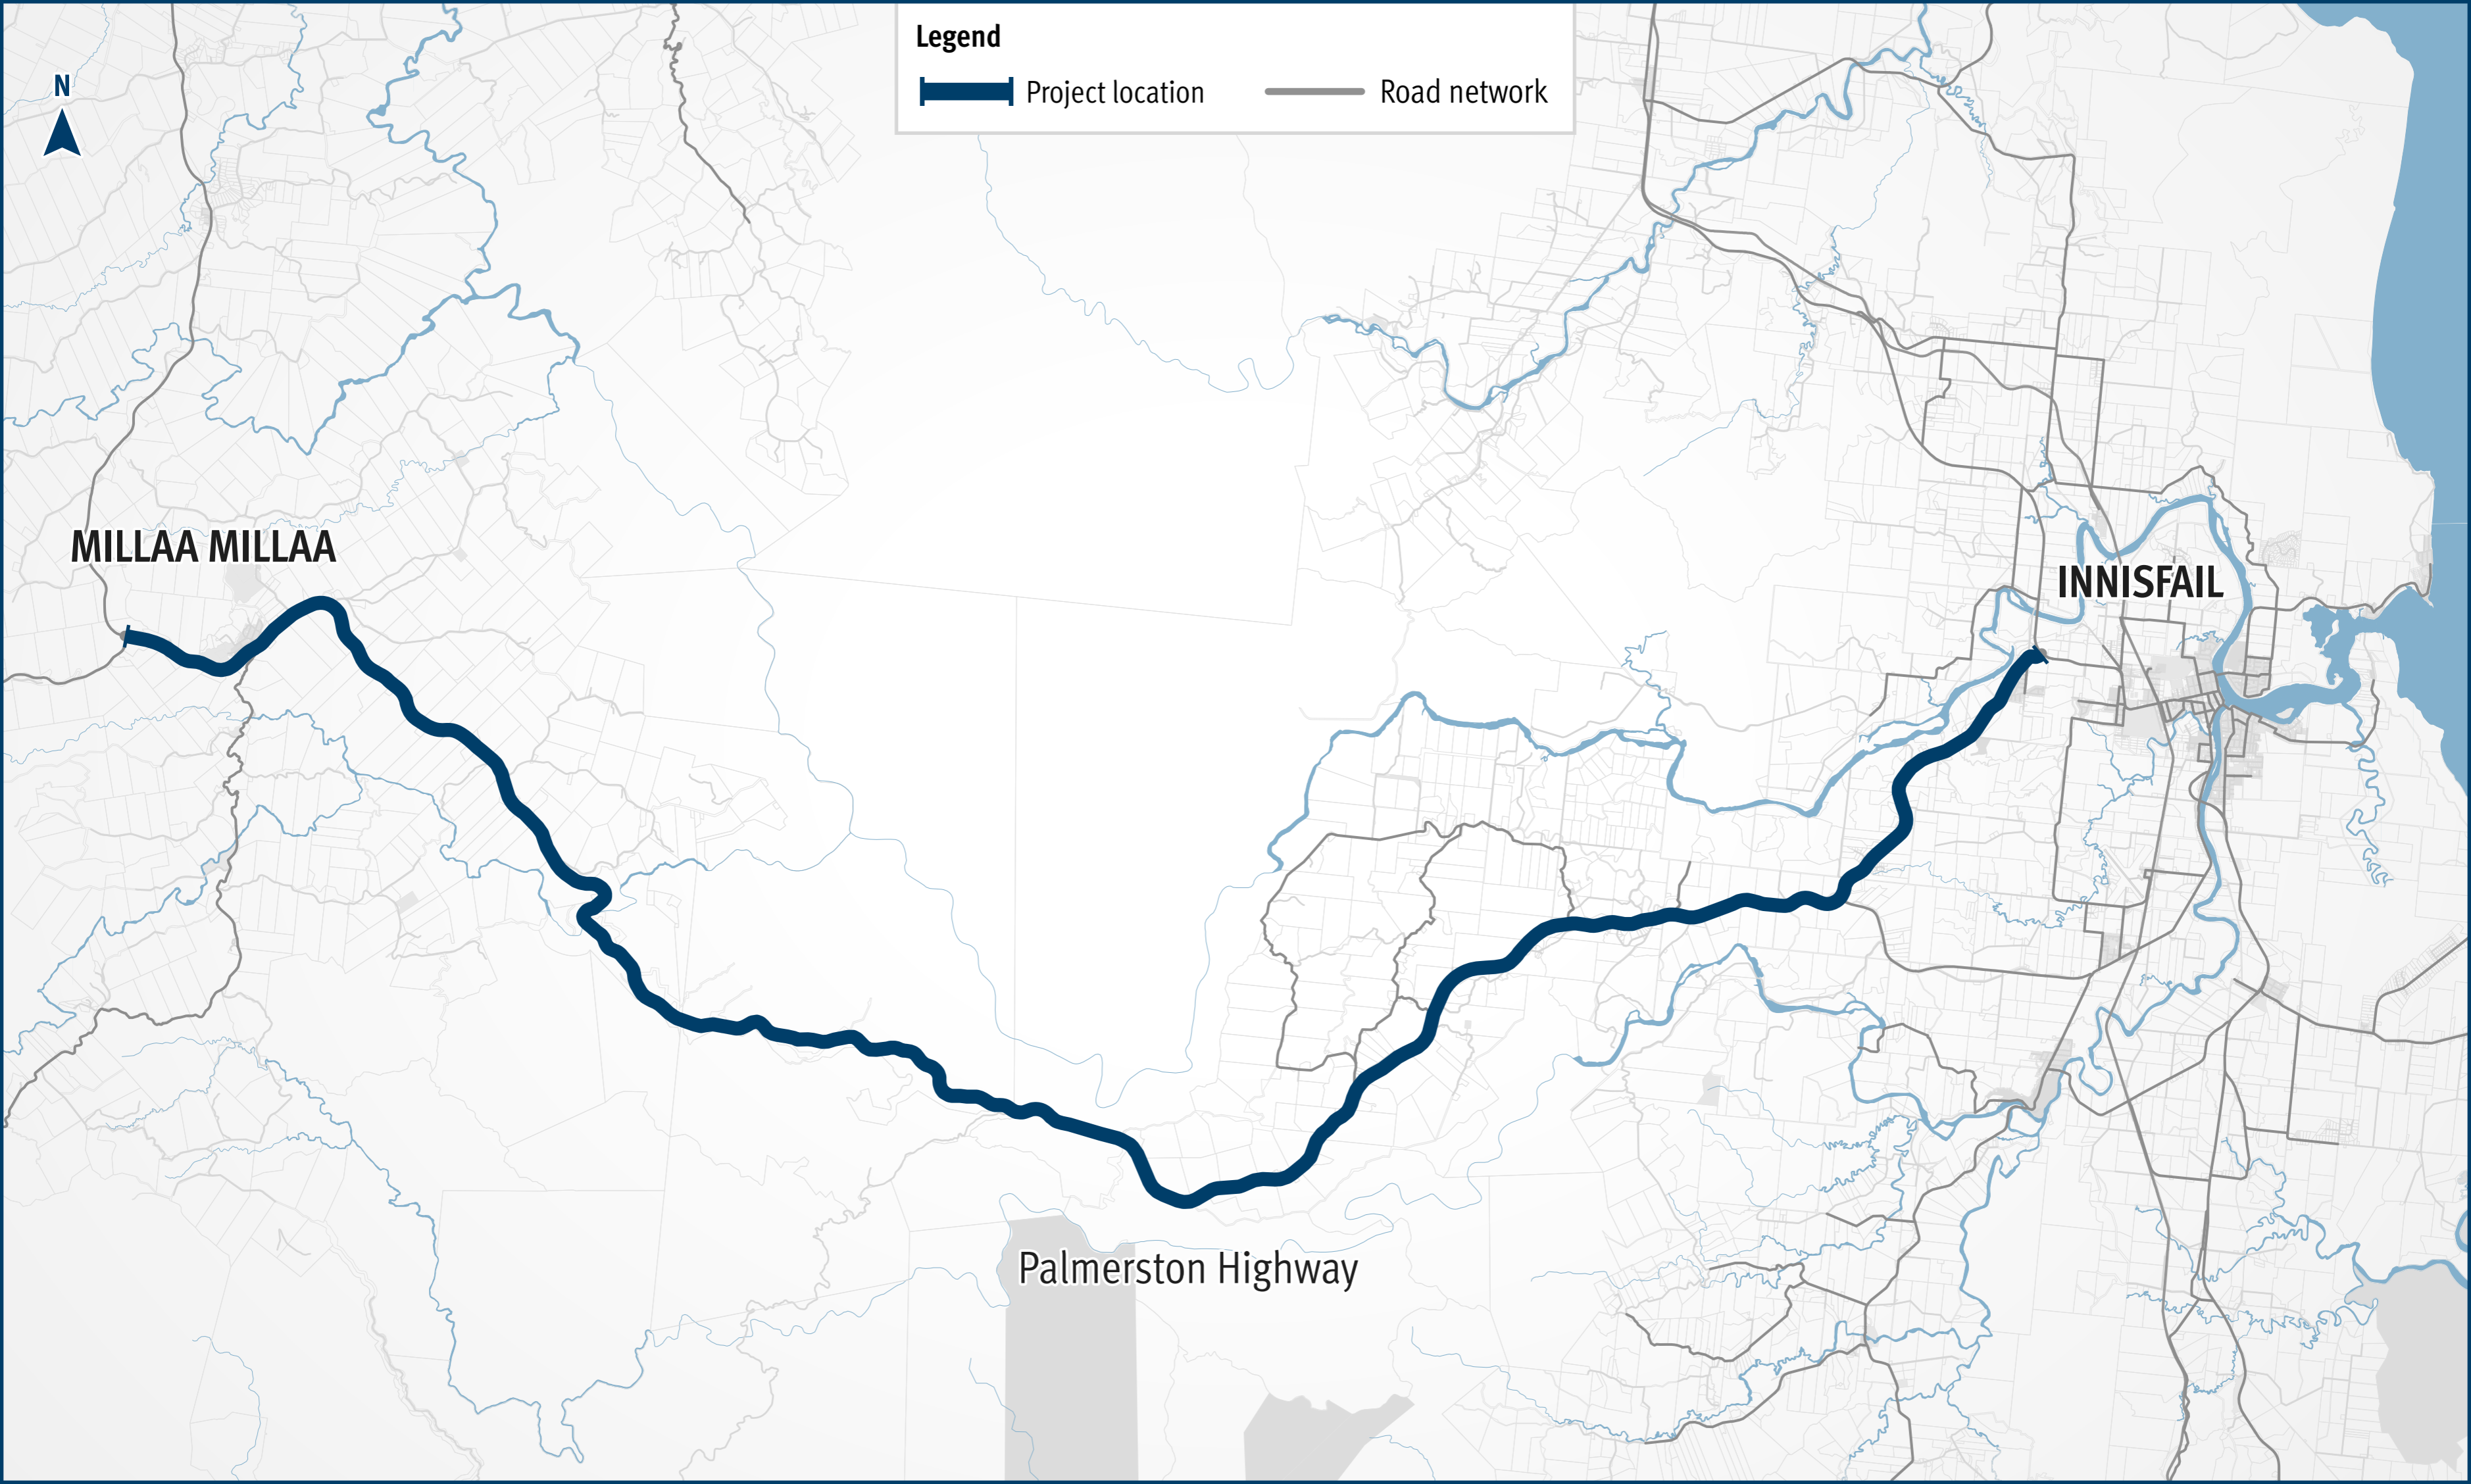 Legend
Project location
Road network
N
MILLAA MILLAA
INNISFAIL
Palmerston Highway